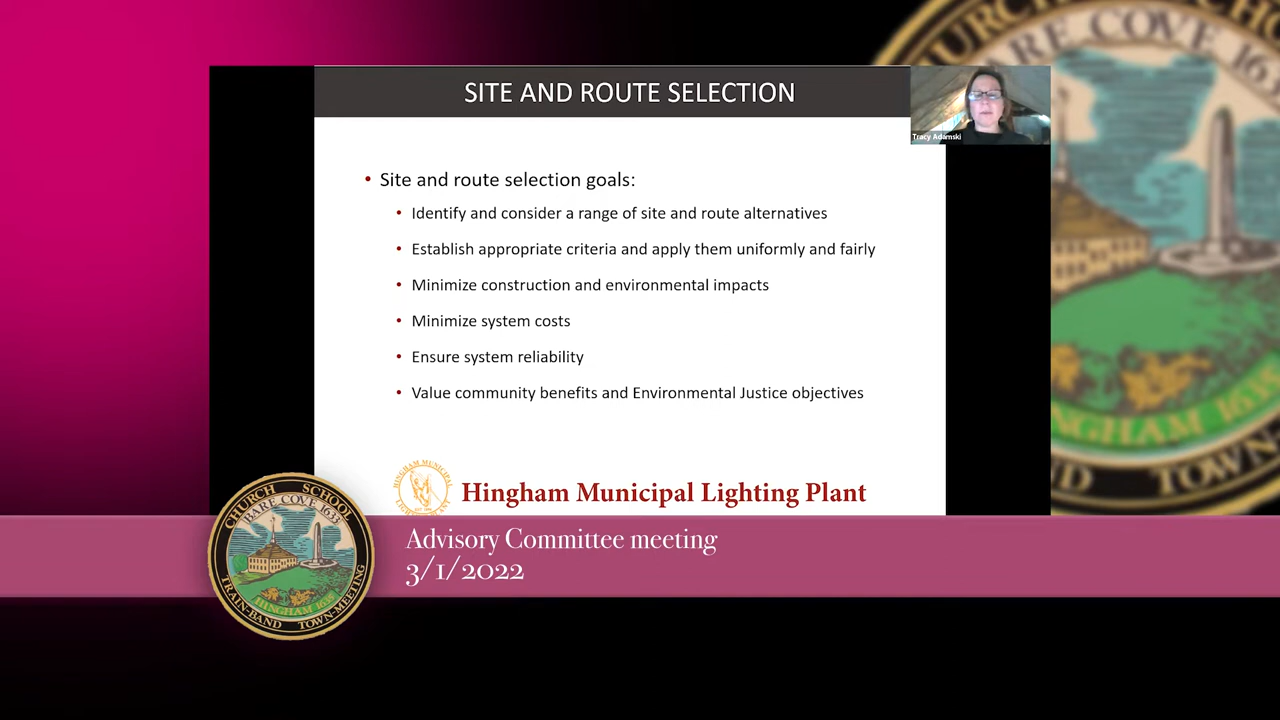 SITE AND ROUTE SELECTION
Tracy Adamski
• Site and route selection goals:
• Identify and consider a range of site and route alternatives
• Establish appropriate criteria and apply them uniformly and fairly
• Minimize construction and environmental impacts
• Minimize system costs
• Ensure system reliability
• Value community benefits and Environmental Justice objectives
HINGHAM MUNICIPAL
Hingham Municipal Lighting Plant
Advisory Committee meeting
3/1/2022
CHURCH SCHOOL
BARE COVE 1633
HINGHAM 1635
TRAIN-BAND TOWN-MEETING